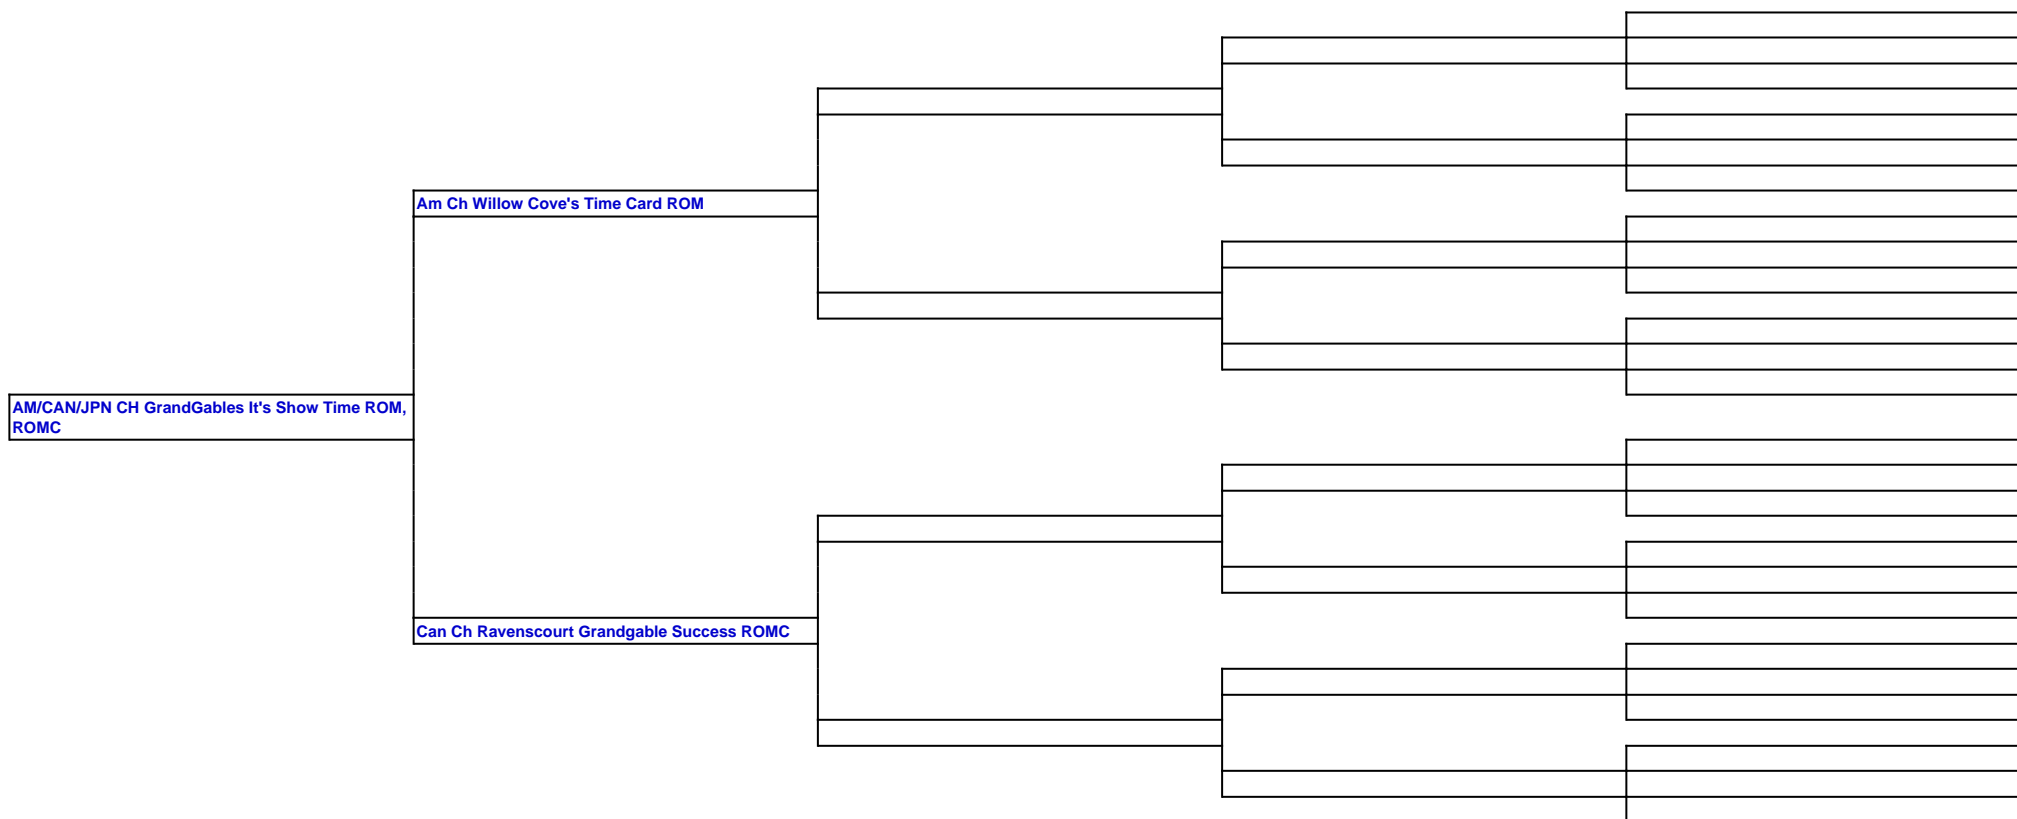 Am Ch Willow Cove's Time Card ROM
AM/CAN/JPN CH GrandGables It's Show Time ROM,
ROMC
Can Ch Ravenscourt Grandgable Success ROMC